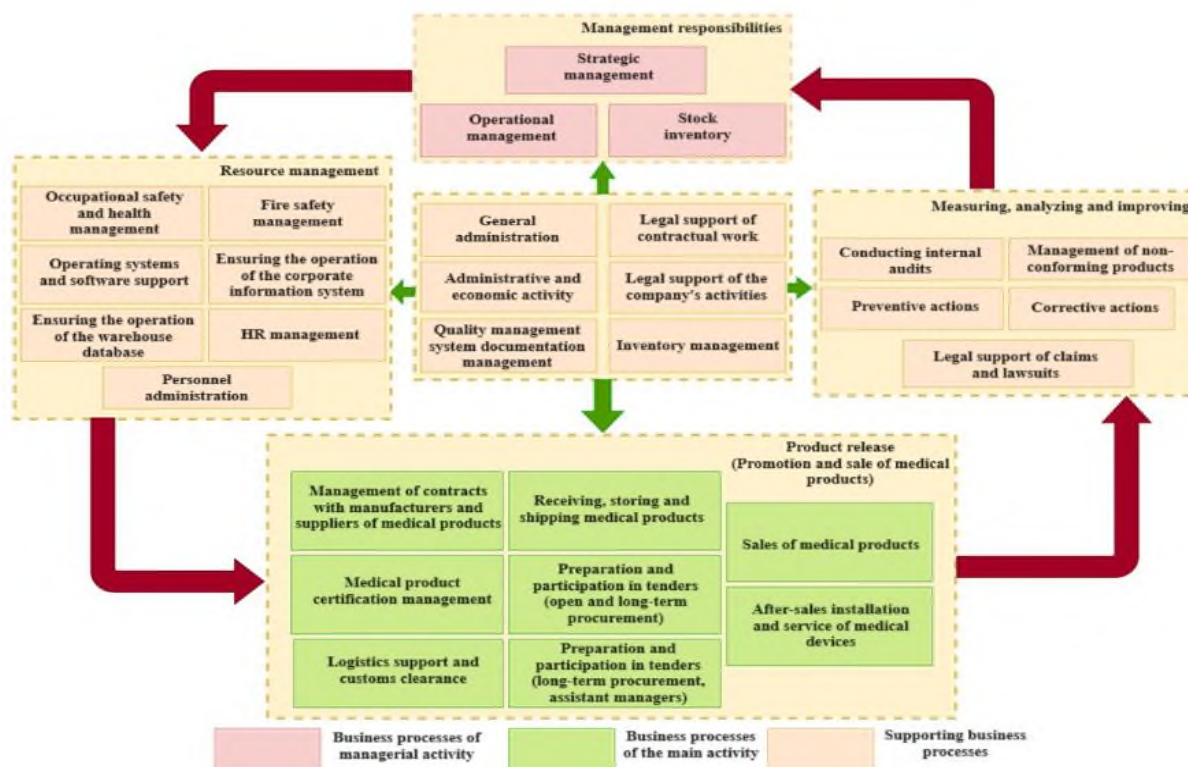 Management responsibilities
Strategic
management
Operational
management
Stock
inventory
Resource management
Occupational safety
and health
management
Fire safety
management
Operating systems
and software support
Ensuring the operation
of the corporate
information system
Ensuring the operation
of the warehouse
database
HR management
Personnel
administration
General
administration
Legal support of
contractual work
Administrative and
economic activity
Legal support of the
company's activities
Quality management
system documentation
management
Inventory management
Measuring, analyzing and improving
Conducting internal
audits
Management of non-
conforming products
Preventive actions
Corrective actions
Legal support of claims
and lawsuits
Product release
(Promotion and sale of medical
products)
Management of contracts
with manufacturers and
suppliers of medical products
Receiving, storing and
shipping medical products
Sales of medical products
Medical product
certification management
Preparation and
participation in tenders
(open and long-term
procurement)
After-sales installation
and service of medical
devices
Logistics support and
customs clearance
Preparation and
participation in tenders
(long-term procurement,
assistant managers)
Business processes of
managerial activity
Business processes
of the main activity
Supporting business
processes